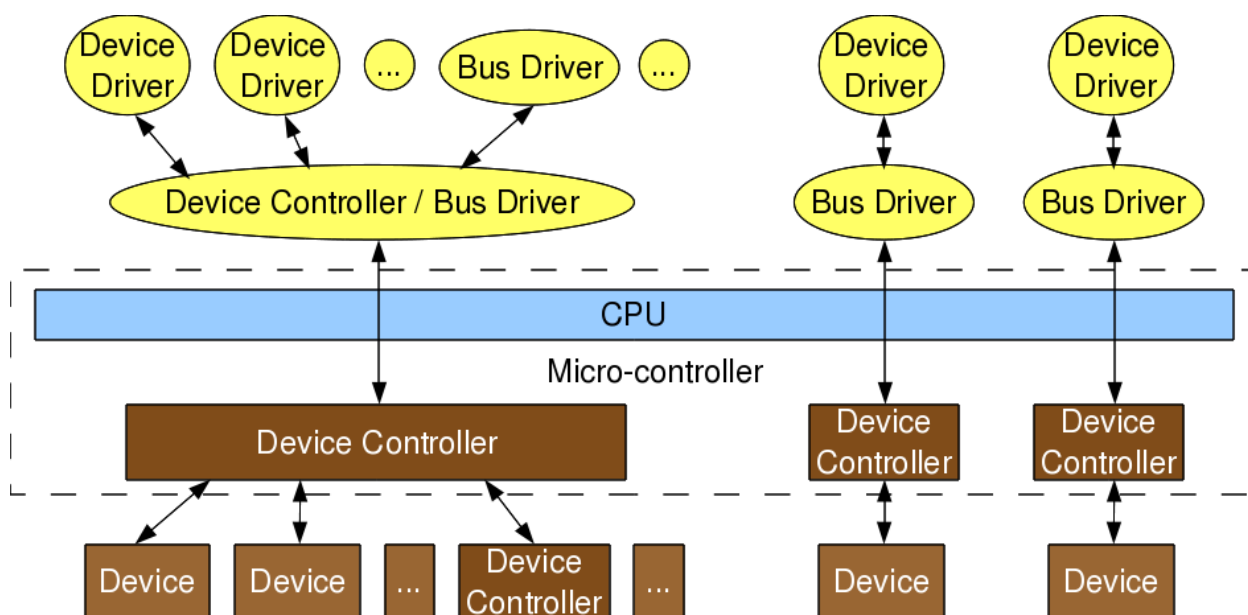 Device
Driver
Device
Driver
...
Bus Driver
...
Device
Driver
Device
Driver
Device Controller / Bus Driver
Bus Driver
Bus Driver
CPU
Micro-controller
Device Controller
Device
Controller
Device
Controller
Device
Device
...
Device
Controller
...
Device
Device